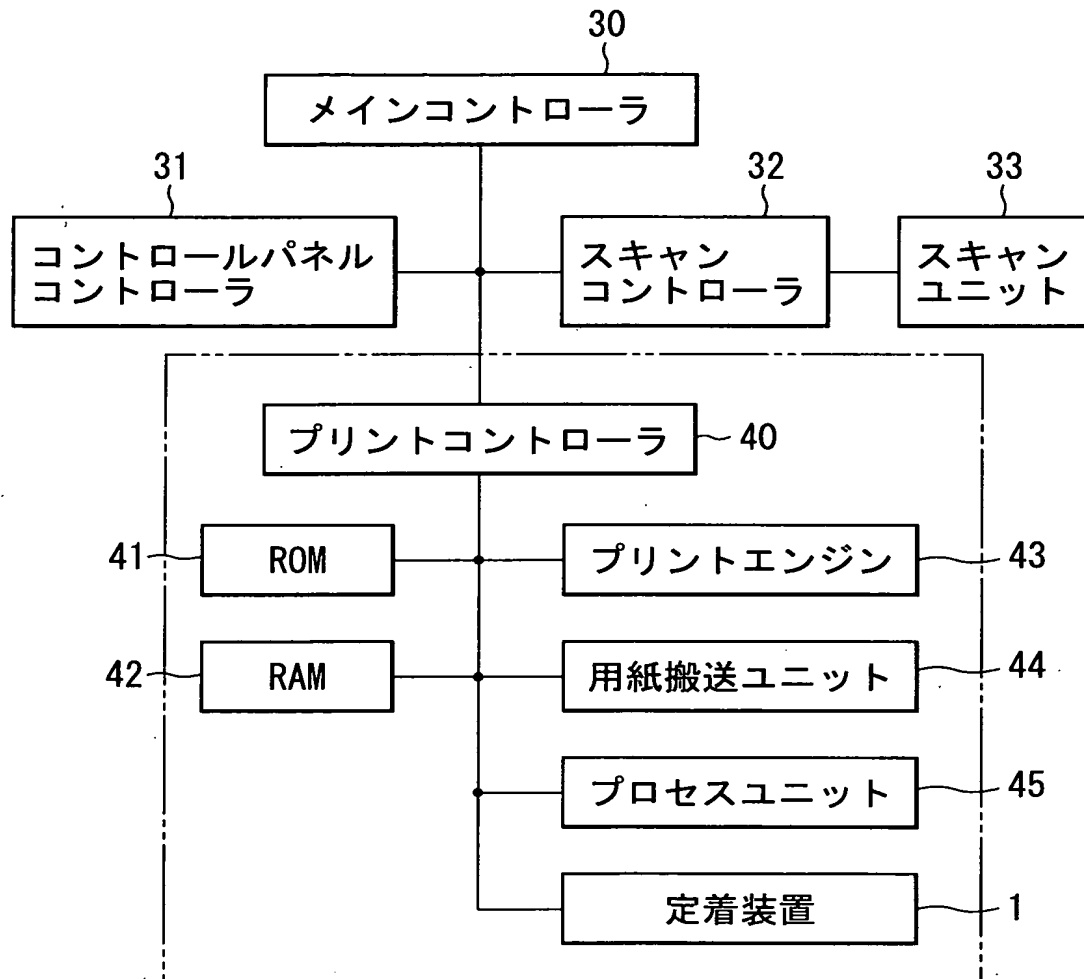 30
メインコントローラ
31
コントロールパネル
コントローラ
32
スキャン
コントローラ
33
スキャン
ユニット
プリントコントローラ
40
41
ROM
プリントエンジン
43
42
RAM
用紙搬送ユニット
44
プロセスユニット
45
定着装置
1